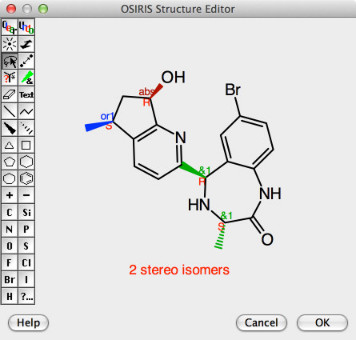 OSIRIS Structure Editor
Text
C Si
N P
O S
F Cl
Br I
H ?...
OH
abs
R
or1
S
Br
N
&1
R
NH
HN
&1
S
O
2 stereo isomers
Help
Cancel
OK